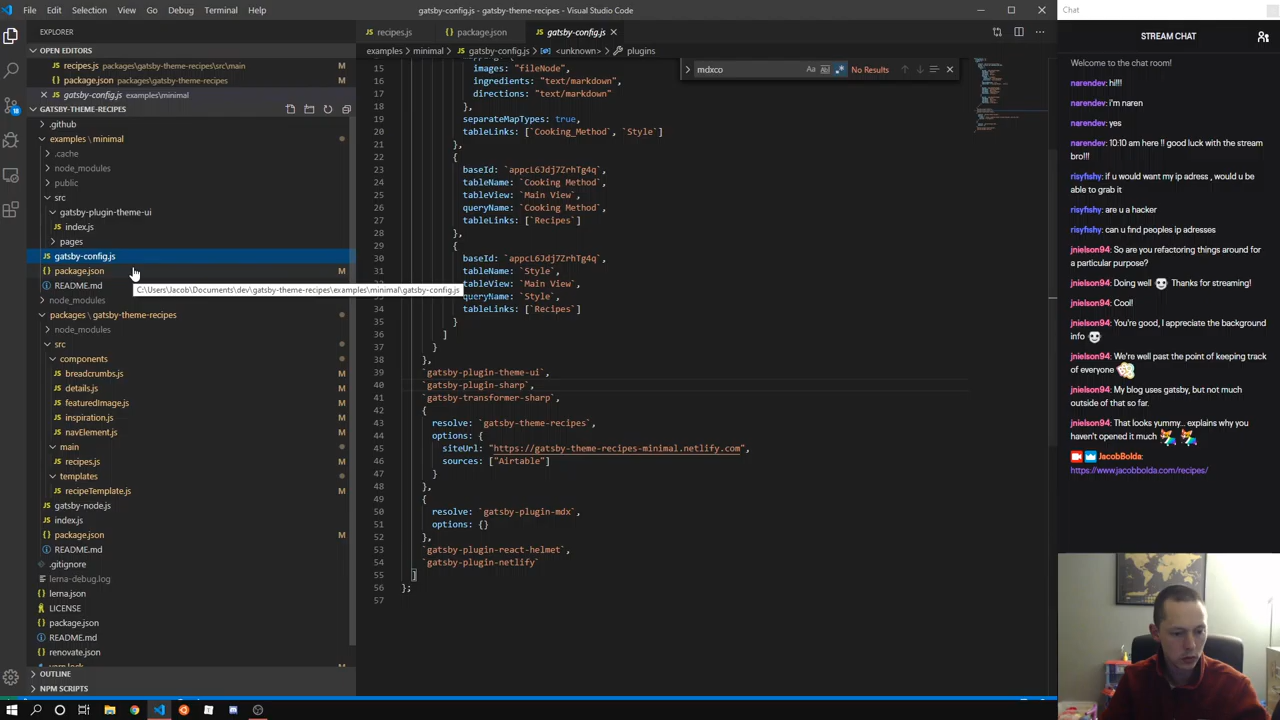 File Edit Selection View Go Debug Terminal Help
gatsby-config.js - gatsby-theme-recipes - Visual Studio Code
EXPLORER
OPEN EDITORS
recipes.js packages\gatsby-theme-recipes\src\main
package.json packages\gatsby-theme-recipes
gatsby-config.js examples\minimal
GATSBY-THEME-RECIPES
.github
examples \ minimal
.cache
node_modules
public
src
gatsby-plugin-theme-ui
index.js
pages
gatsby-config.js
package.json M
README.md
node_modules
packages \ gatsby-theme-recipes
node_modules
src
components
breadcrumbs.js M
details.js M
featuredImage.js M
inspiration.js M
navElement.js M
main
recipes.js M
templates
recipeTemplate.js M
gatsby-node.js
index.js
package.json M
README.md
.gitignore
lerna-debug.log
lerna.json
LICENSE
package.json
README.md
renovate.json
yarn.lock
OUTLINE
NPM SCRIPTS
C:\Users\Jacob\Documents\dev\gatsby-theme-recipes\examples\minimal\gatsby-config.js
recipes.js
package.json
gatsby-config.js
examples > minimal > gatsby-config.js > <unknown> > plugins
mdxco
Aa
No Results
15 images: "fileNode",
16 ingredients: "text/markdown"
17 directions: "text/markdown"
18 },
19 separateMapTypes: true,
20 tableLinks: [`Cooking_Method`, `Style`]
21 },
22 {
23 baseId: `appcL6Jdj7ZrhTg4q`,
24 tableName: `Cooking Method`,
25 tableView: `Main View`,
26 queryName: `Cooking Method`,
27 tableLinks: [`Recipes`]
28 },
29 {
30 baseId: `appcL6Jdj7ZrhTg4q`,
31 tableName: `Style`,
32 tableView: `Main View`,
33 queryName: `Style`,
34 tableLinks: [`Recipes`]
35 }
36 ]
37 }
38 },
39 `gatsby-plugin-theme-ui`,
40 `gatsby-plugin-sharp`,
41 `gatsby-transformer-sharp`,
42 {
43 resolve: `gatsby-theme-recipes`,
44 options: {
45 siteUrl: "https://gatsby-theme-recipes-minimal.netlify.com",
46 sources: ["Airtable"]
47 }
48 },
49 {
50 resolve: `gatsby-plugin-mdx`,
51 options: {}
52 },
53 `gatsby-plugin-react-helmet`,
54 `gatsby-plugin-netlify`
55 ]
56 };
57
Chat
STREAM CHAT
Welcome to the chat room!
narendev: hi!!!
narendev: i'm naren
narendev: yes
narendev: 10:10 am here !! good luck with the stream
bro!!!
risyfishy: if u would want my ip adress , would u be
able to grab it
risyfishy: are u a hacker
risyfishy: can u find peoples ip adresses
jnielson94: So are you refactoring things around for
a particular purpose?
jnielson94: Doing well Thanks for streaming!
jnielson94: Cool!
jnielson94: You're good, I appreciate the background
info
jnielson94: We're well past the point of keeping track
of everyone
jnielson94: My blog uses gatsby, but not much
outside of that so far.
jnielson94: That looks yummy... explains why you
haven't opened it much
JacobBolda:
https://www.jacobbolda.com/recipes/